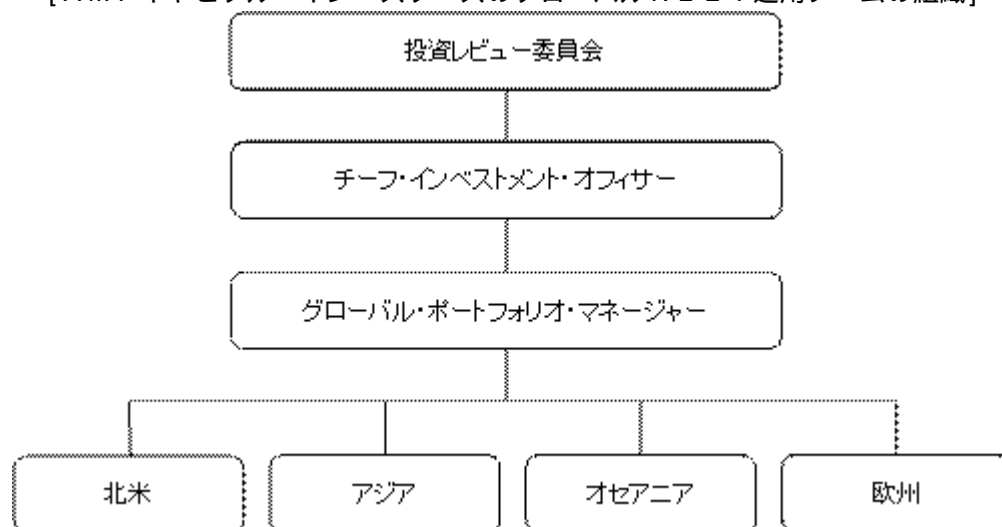 投資レビュー委員会
チーフ・インベストメント・オフィサー
グローバル・ポートフォリオ・マネージャー
北米 アジア オセアニア 欧州